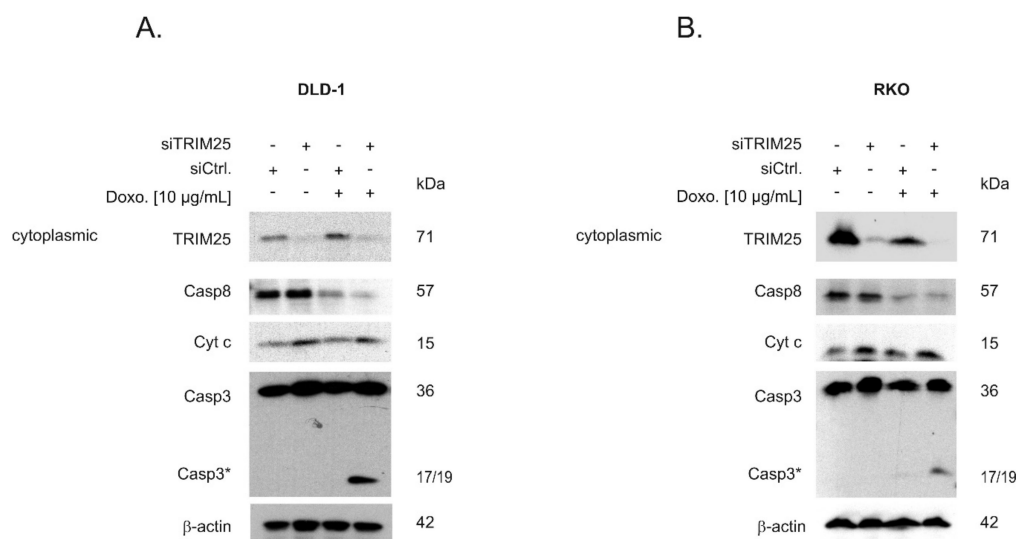 A.
DLD-1
siTRIM25 - + - +
siCtrl. + - + -
Doxo. [10 µg/mL] - - + +
kDa
cytoplasmic TRIM25 71
Casp8 57
Cyt c 15
Casp3 36
Casp3* 17/19
β-actin 42
B.
RKO
siTRIM25 - + - +
siCtrl. + - + -
Doxo. [10 µg/mL] - - + +
kDa
cytoplasmic TRIM25 71
Casp8 57
Cyt c 15
Casp3 36
Casp3* 17/19
β-actin 42